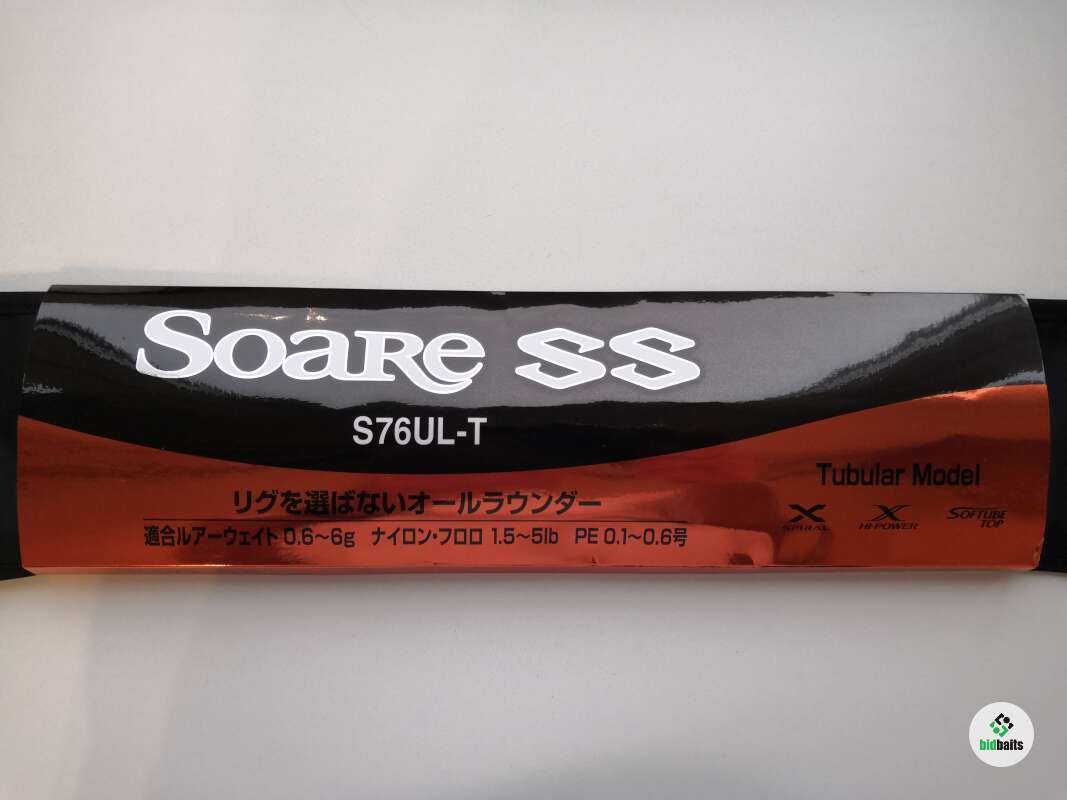 Soare SS
S76UL-T
リグを選ばないオールラウンダー
適合ルアーウェイト 0.6～6g ナイロン・フロロ 1.5～5lb PE 0.1～0.6号
Tubular Model
X SPIRAL
X HI-POWER
SOFTUBE TOP
bidbaits